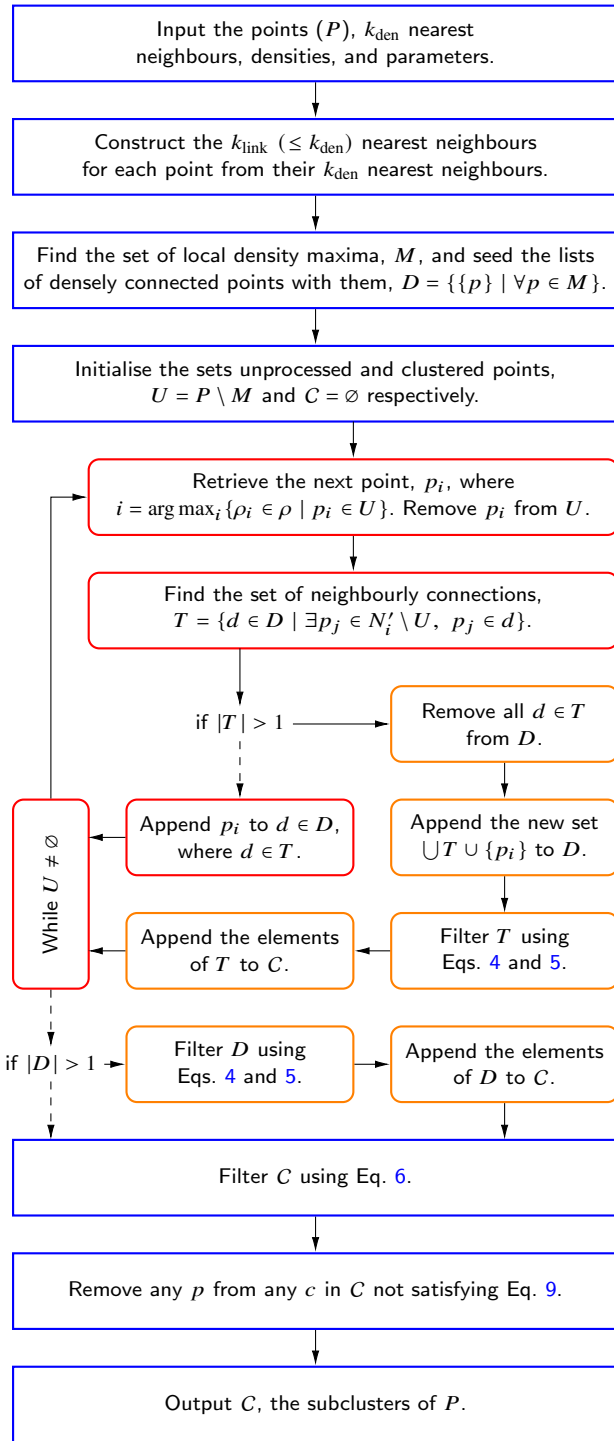 Input the points (P), k_den nearest
neighbours, densities, and parameters.
Construct the k_link (≤ k_den) nearest neighbours
for each point from their k_den nearest neighbours.
Find the set of local density maxima, M, and seed the lists
of densely connected points with them, D = {{p} | ∀p ∈ M}.
Initialise the sets unprocessed and clustered points,
U = P \ M and C = ∅ respectively.
Retrieve the next point, p_i, where
i = arg max_i{ρ_i ∈ ρ | p_i ∈ U}. Remove p_i from U.
Find the set of neighbourly connections,
T = {d ∈ D | ∃p_j ∈ N′_i \ U, p_j ∈ d}.
if |T| > 1
Remove all d ∈ T
from D.
Append p_i to d ∈ D,
where d ∈ T.
Append the new set
⋃T ∪ {p_i} to D.
While U ≠ ∅
Append the elements
of T to C.
Filter T using
Eqs. 4 and 5.
if |D| > 1
Filter D using
Eqs. 4 and 5.
Append the elements
of D to C.
Filter C using Eq. 6.
Remove any p from any c in C not satisfying Eq. 9.
Output C, the subclusters of P.